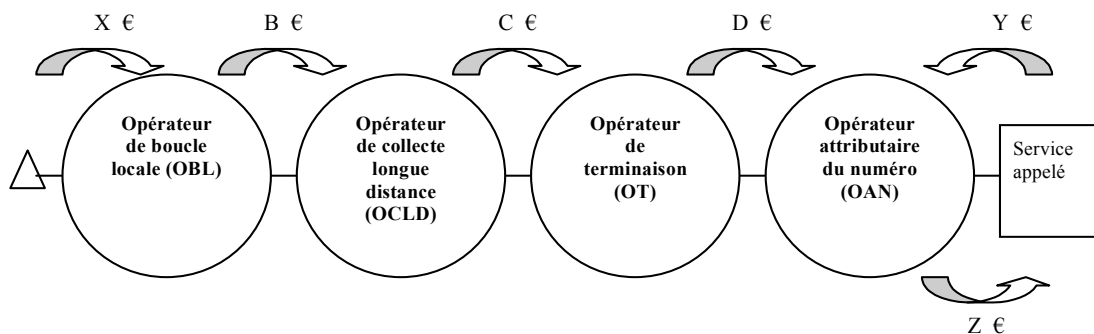 X €
B €
C €
D €
Y €
Opérateur
de boucle
locale (OBL)
Opérateur
de collecte
longue
distance
(OCLD)
Opérateur
de
terminaison
(OT)
Opérateur
attributaire
du numéro
(OAN)
Service
appelé
Z €